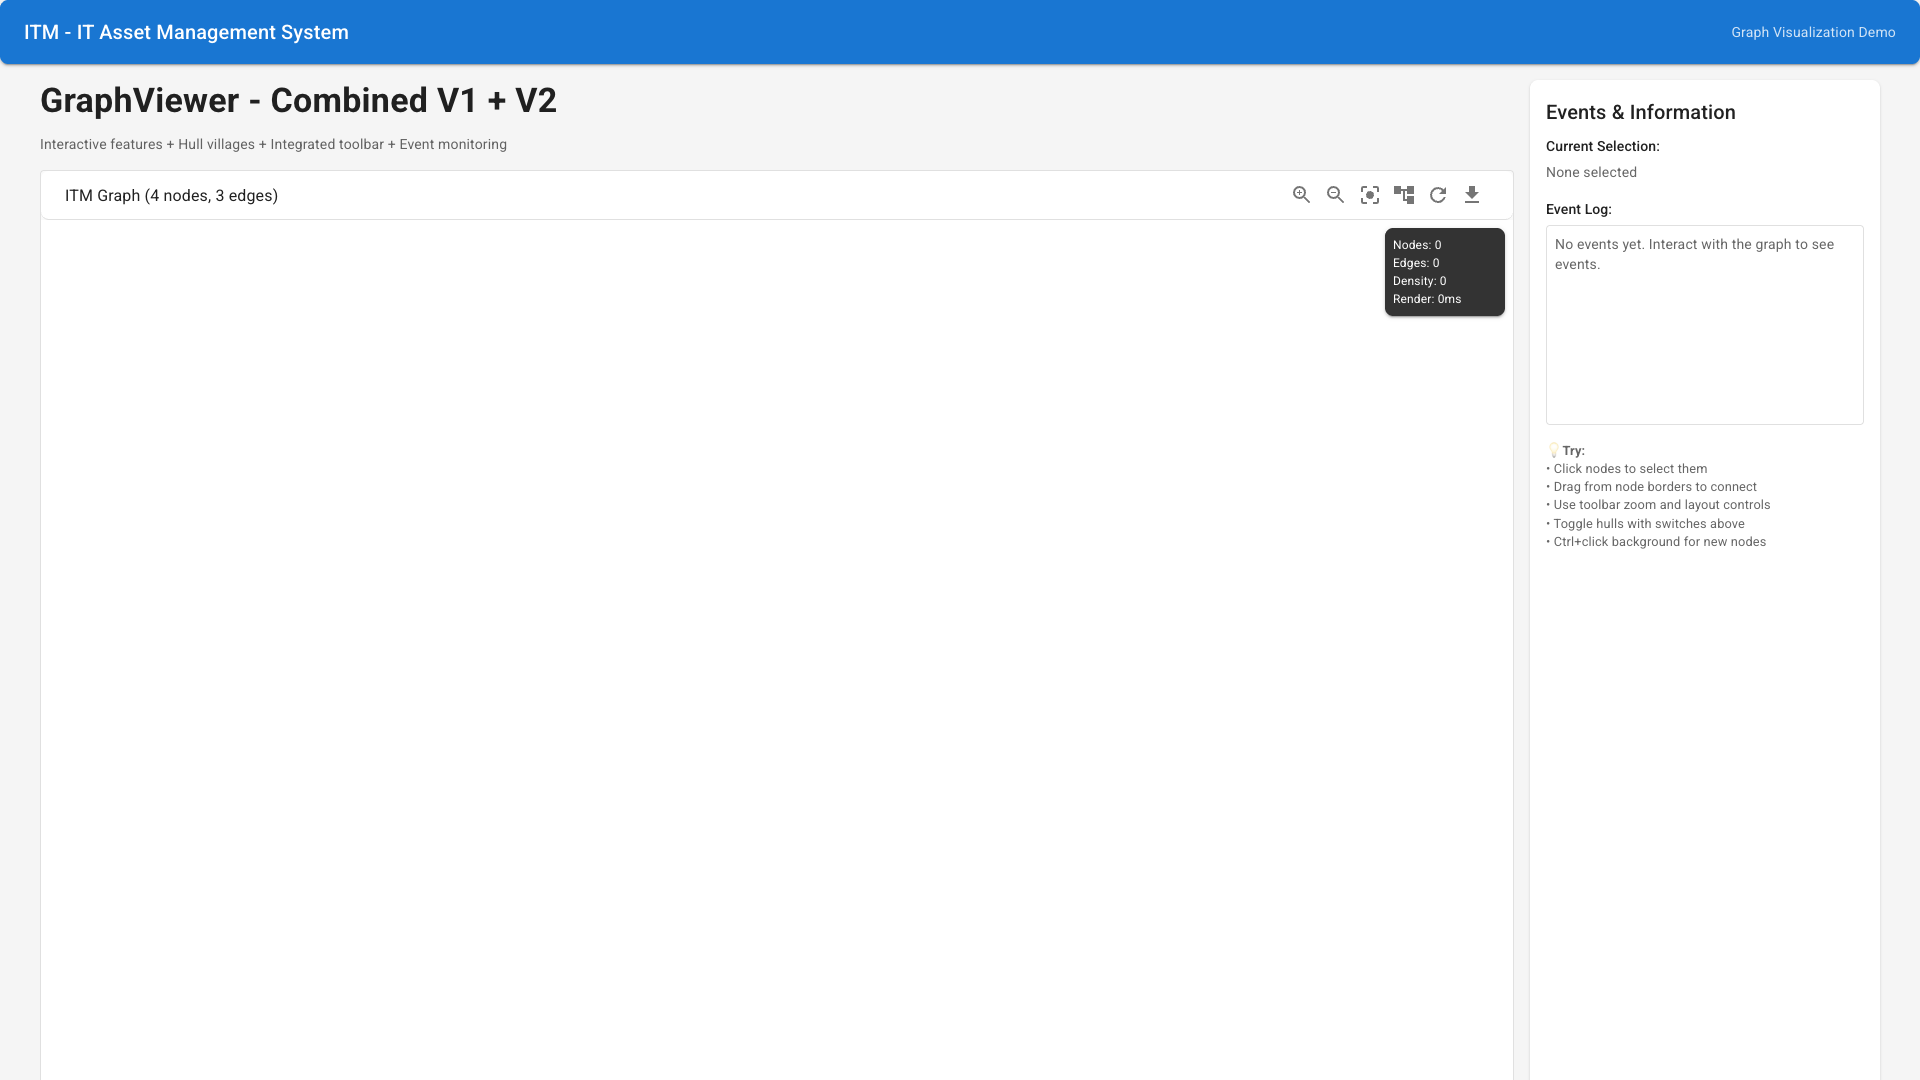 ITM - IT Asset Management System
Graph Visualization Demo
GraphViewer - Combined V1 + V2
Interactive features + Hull villages + Integrated toolbar + Event monitoring
ITM Graph (4 nodes, 3 edges)
Nodes: 0
Edges: 0
Density: 0
Render: 0ms
Events & Information
Current Selection:
None selected
Event Log:
No events yet. Interact with the graph to see
events.
💡 Try:
• Click nodes to select them
• Drag from node borders to connect
• Use toolbar zoom and layout controls
• Toggle hulls with switches above
• Ctrl+click background for new nodes